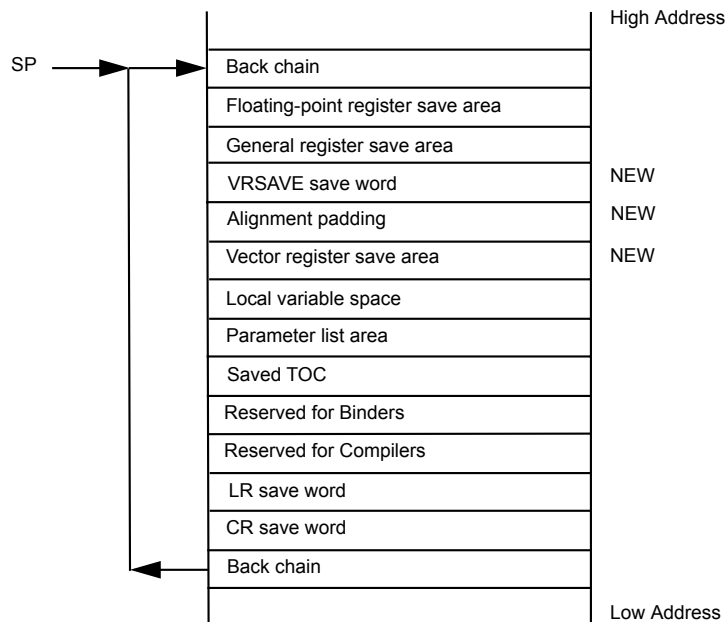 High Address
SP
Back chain
Floating-point register save area
General register save area
VRSAVE save word
NEW
Alignment padding
NEW
Vector register save area
NEW
Local variable space
Parameter list area
Saved TOC
Reserved for Binders
Reserved for Compilers
LR save word
CR save word
Back chain
Low Address